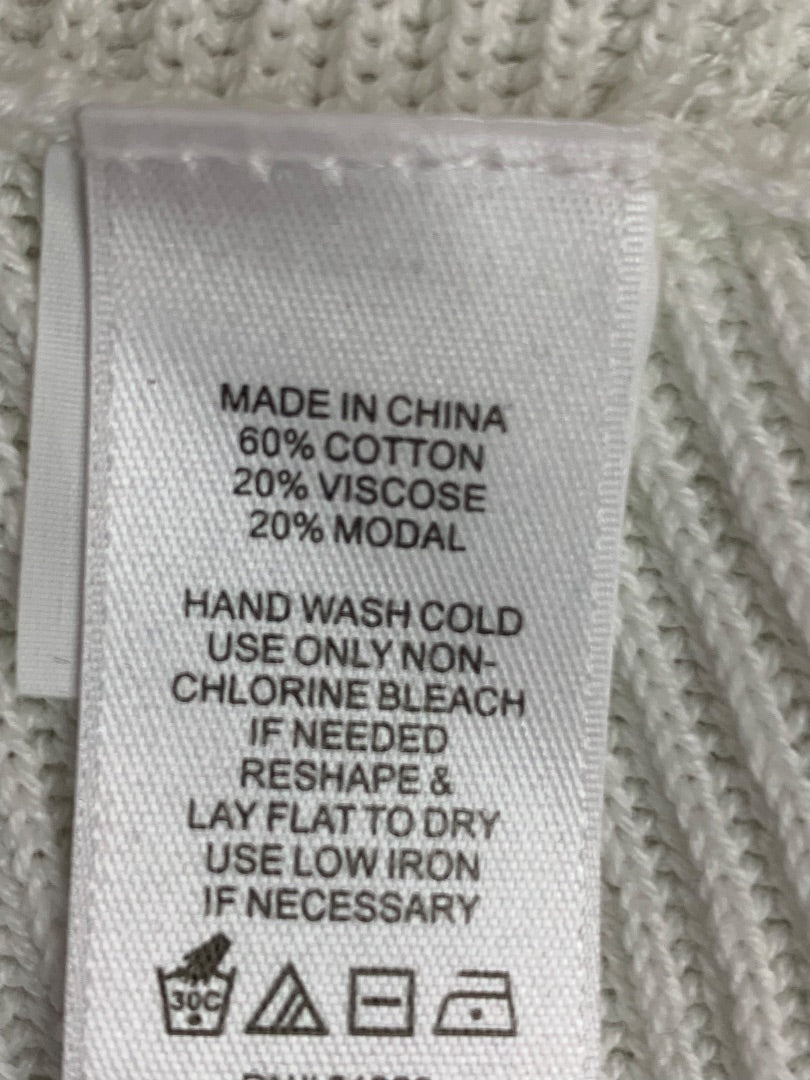 MADE IN CHINA
60% COTTON
20% VISCOSE
20% MODAL
HAND WASH COLD
USE ONLY NON-
CHLORINE BLEACH
IF NEEDED
RESHAPE &
LAY FLAT TO DRY
USE LOW IRON
IF NECESSARY
30C